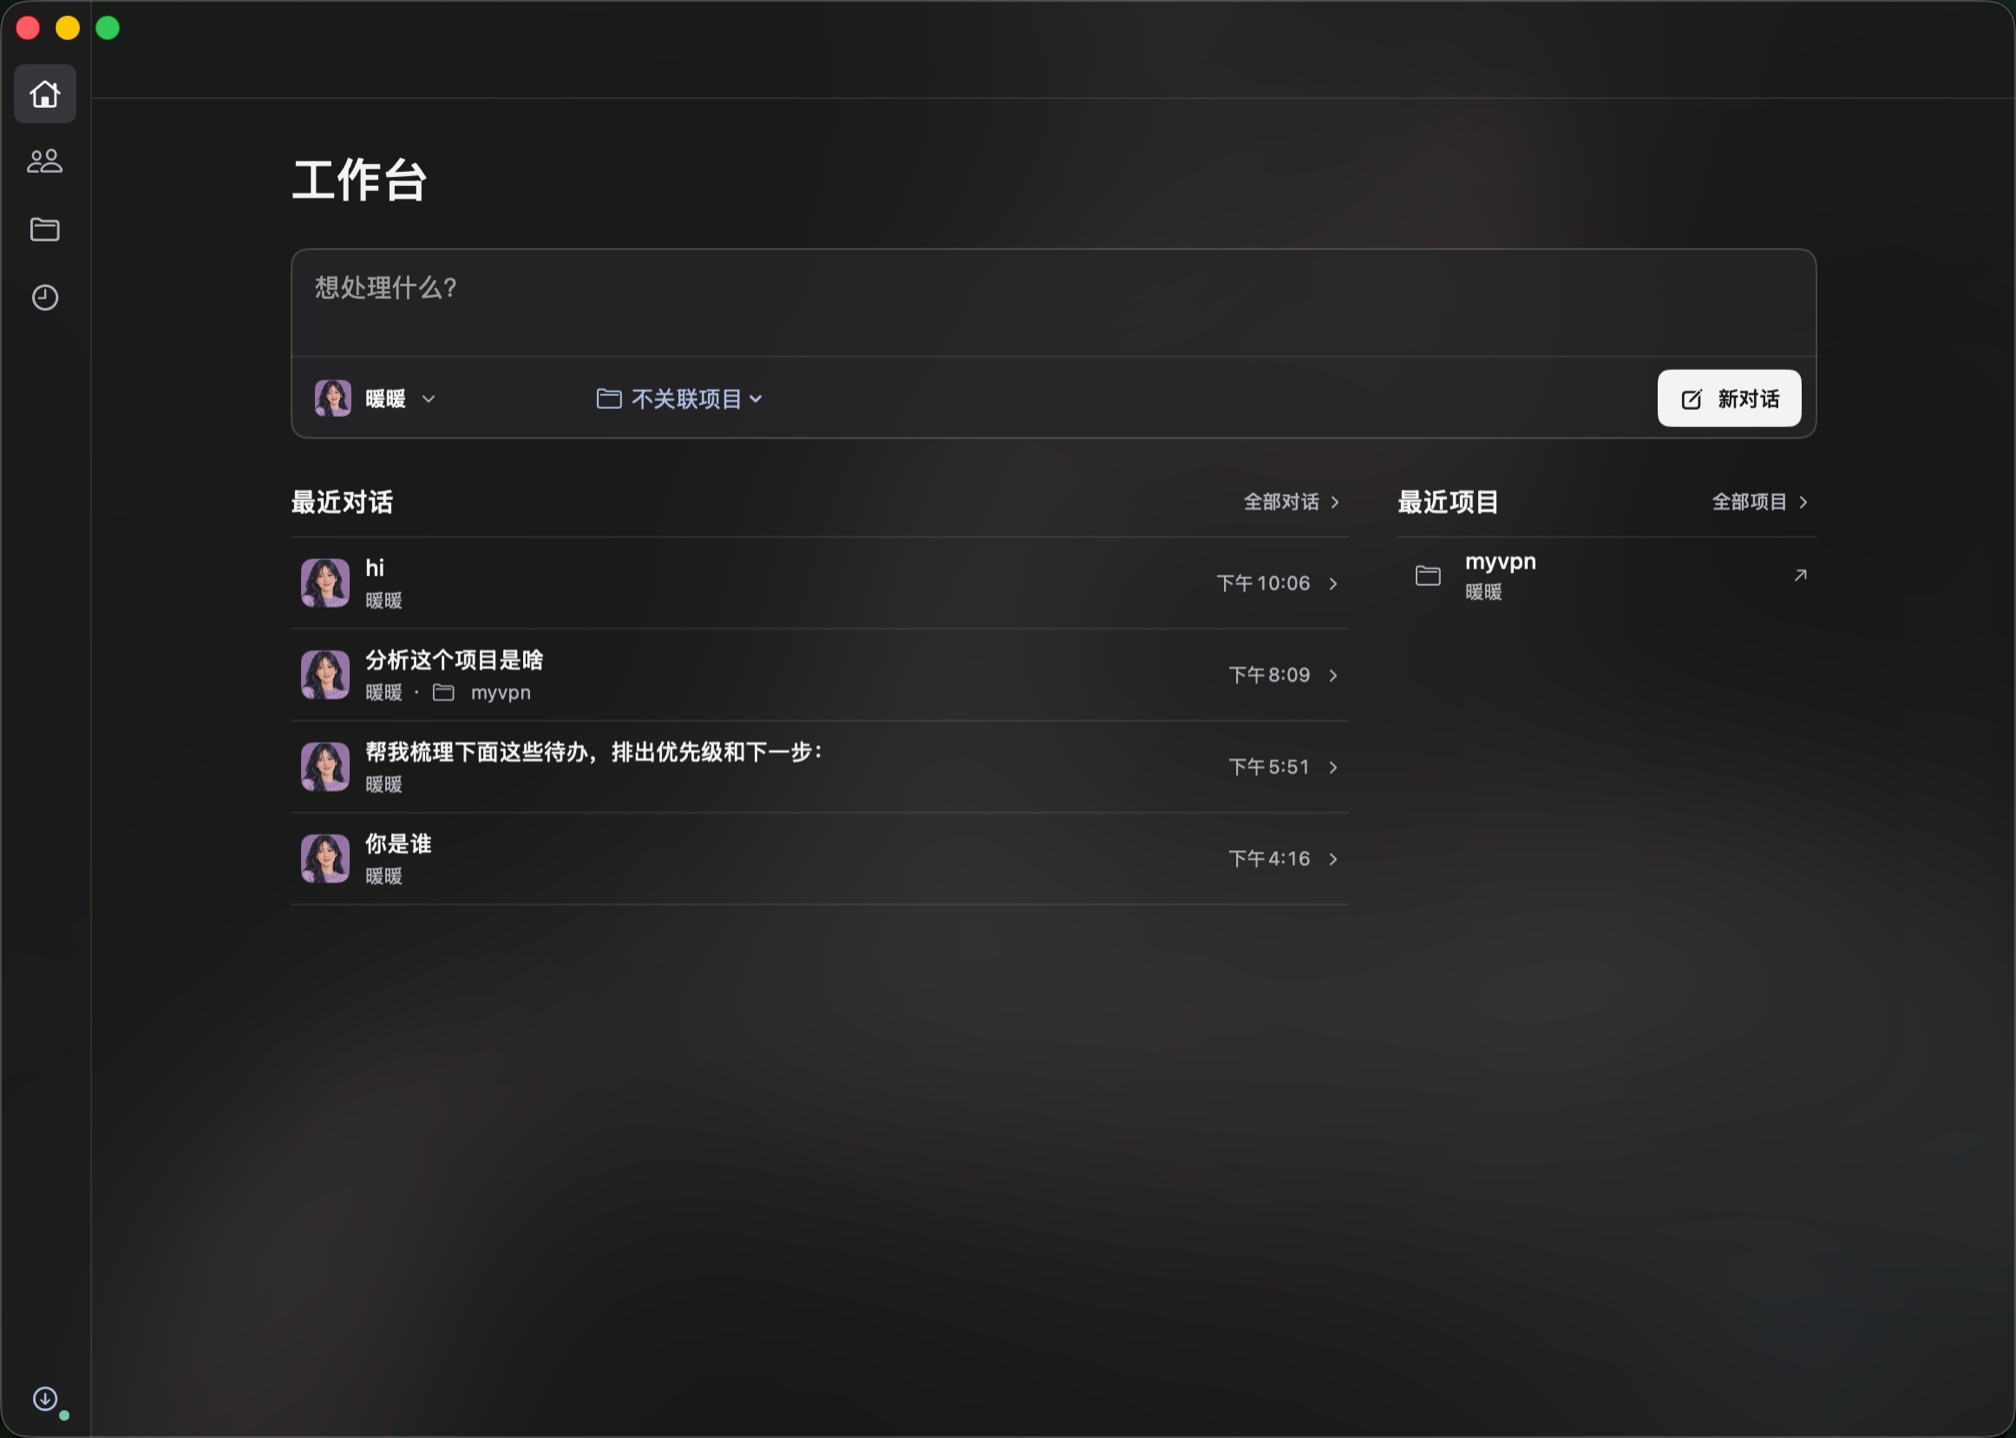 工作台
想处理什么?
暖暖
不关联项目
新对话
最近对话
全部对话
hi
暖暖
下午 10:06
分析这个项目是啥
暖暖 · myvpn
下午 8:09
帮我梳理下面这些待办，排出优先级和下一步：
暖暖
下午 5:51
你是谁
暖暖
下午 4:16
最近项目
全部项目
myvpn
暖暖